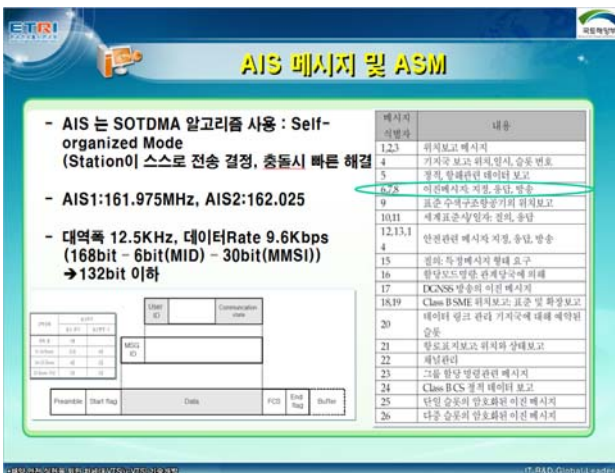 ETRI
국토해양부
AIS 메시지 및 ASM
- AIS 는 SOTDMA 알고리즘 사용 : Self-
organized Mode
(Station이 스스로 전송 결정, 충돌시 빠른 해결
- AIS1:161.975MHz, AIS2:162.025
- 대역폭 12.5KHz, 데이터Rate 9.6Kbps
(168bit - 6bit(MID) - 30bit(MMSI))
➔132bit 이하
메시지
식별자
내용
1,2,3 위치보고 메시지
4 기지국 보고: 위치,일시, 슬롯 번호
5 정적, 항해관련 데이터 보고
6,7,8 이진메시지: 지정, 응답, 방송
9 표준 수색구조항공기의 위치보고
10,11 세계표준시/일자: 질의, 응답
12,13,1
4 안전관련 메시지: 지정, 응답, 방송
15 질의: 특정메시지 형태 요구
16 할당모드명령: 관계당국에 의해
17 DGNSS 방송의 이진 메시지
18,19 Class B SME 위치보고: 표준 및 확장보고
20 데이터 링크 관리: 기지국에 대해 예약된
슬롯
21 항로표지보고: 위치와 상태보고
22 채널관리
23 그룹 할당 명령관련 메시지
24 Class B CS 정적 데이터 보고
25 단일 슬롯의 암호화된 이진 메시지
26 다중 슬롯의 암호화된 이진 메시지
User
ID
Communication
state
MSG
ID
Preamble
Start flag
Data
FCS
End
flag
Buffer
IT R&D Global Leader